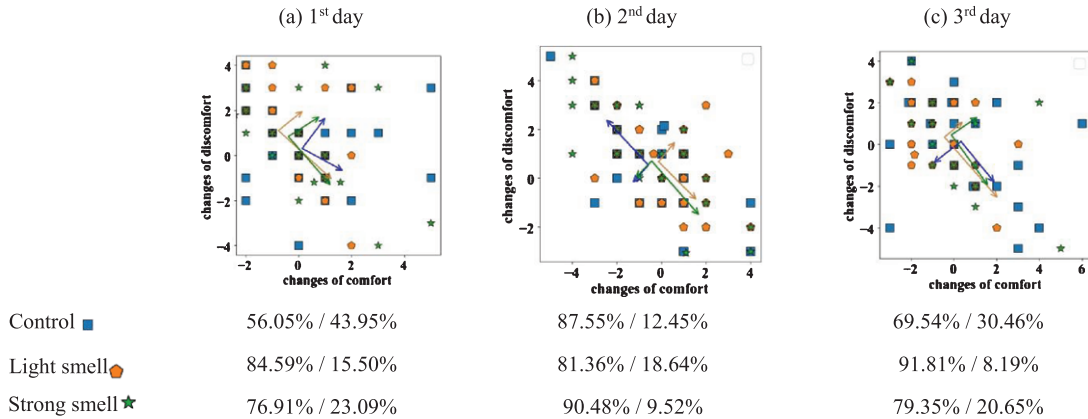 (a) 1st day (b) 2nd day (c) 3rd day
changes of discomfort
4
2
0
−2
−4
−2 0 2 4
changes of comfort
changes of discomfort
4
2
0
−2
−4 −2 0 2 4
changes of comfort
changes of discomfort
4
2
0
−2
−4
−2 0 2 4 6
changes of comfort
Control 56.05% / 43.95% 87.55% / 12.45% 69.54% / 30.46%
Light smell 84.59% / 15.50% 81.36% / 18.64% 91.81% / 8.19%
Strong smell 76.91% / 23.09% 90.48% / 9.52% 79.35% / 20.65%